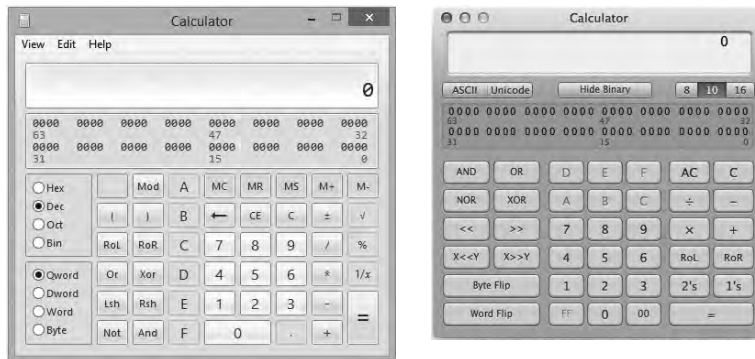 Calculator
View Edit Help
0
0000 0000 0000 0000 0000 0000 0000 0000
63 47 32
0000 0000 0000 0000 0000 0000 0000 0000
31 15 0
Hex
Dec
Oct
Bin
Qword
Dword
Word
Byte
Mod A MC MR MS M+ M-
( ) B ← CE C ± √
RoL RoR C 7 8 9 / %
Or Xor D 4 5 6 * 1/x
Lsh Rsh E 1 2 3 - =
Not And F 0 . +
Calculator
0
ASCII Unicode Hide Binary 8 10 16
0000 0000 0000 0000 0000 0000 0000 0000
63 47 32
0000 0000 0000 0000 0000 0000 0000 0000
31 15 0
AND OR D E F AC C
NOR XOR A B C ÷ −
<< >> 7 8 9 × +
X<<Y X>>Y 4 5 6 RoL RoR
Byte Flip 1 2 3 2's 1's
Word Flip FF 0 00 =